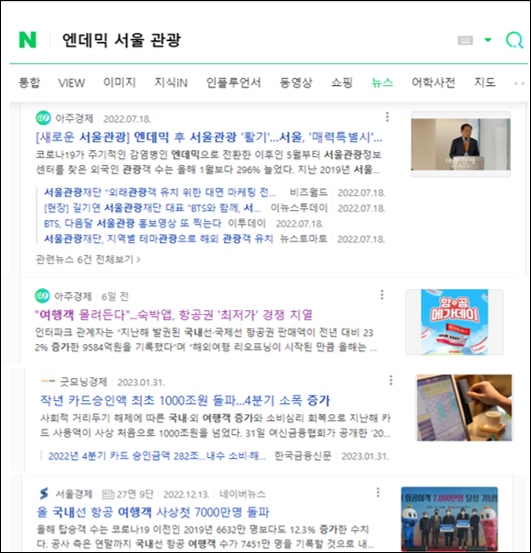 N 엔데믹 서울 관광
통합 VIEW 이미지 지식iN 인플루언서 동영상 쇼핑 뉴스 어학사전 지도
아주경제 2022.07.18.
[새로운 서울관광] 엔데믹 후 서울관광 '활기'...서울, '매력특별시'...
코로나19가 주기적인 감염병인 엔데믹으로 전환한 이후인 5월부터 서울관광정보
센터를 찾은 외국인 관광객 수는 올해 1월보다 296% 늘었다. 지난 2019년 서울...
서울관광재단 "외래관광객 유치 위한 대면 마케팅 전... 비즈월드 2022.07.18.
[현장] 길기연 서울관광재단 대표 "BTS와 함께, 서... 이뉴스투데이 2022.07.18.
BTS, 다음달 서울관광 홍보영상 또 찍는다 이투데이 2022.07.18.
서울관광재단, 지역별 테마관광으로 해외 관광객 유치 뉴스토마토 2022.07.18.
관련뉴스 6건 전체보기 >
아주경제 6일 전
"여행객 몰려든다"...숙박앱, 항공권 '최저가' 경쟁 치열
인터파크 관계자는 "지난해 발권된 국내선·국제선 항공권 판매액이 전년 대비 23
2% 증가한 9584억원을 기록했다"며 "해외여행 리오프닝이 시작된 만큼 올해는 ...
항공
메가데이
굿모닝경제 2023.01.31.
작년 카드승인액 최초 1000조원 돌파...4분기 소폭 증가
사회적 거리두기 해제에 따른 국내·외 여행객 증가와 소비심리 회복으로 지난해 카
드 사용액이 사상 처음으로 1000조원을 넘었다. 31일 여신금융협회가 공개한 '20...
2022년 4분기 카드 승인금액 282조...내수 소비·해... 한국금융신문 2023.01.31.
서울경제 27면 9단 2022.12.13. 네이버뉴스
올 국내선 항공 여행객 사상첫 7000만명 돌파
올해 탑승객 수는 코로나19 이전인 2019년 6632만 명보다도 12.3% 증가한 수치
다. 공사 측은 연말까지 국내선 여객 수가 7451만 명을 기록할 것으로 내...
7,000만명 달성 기념